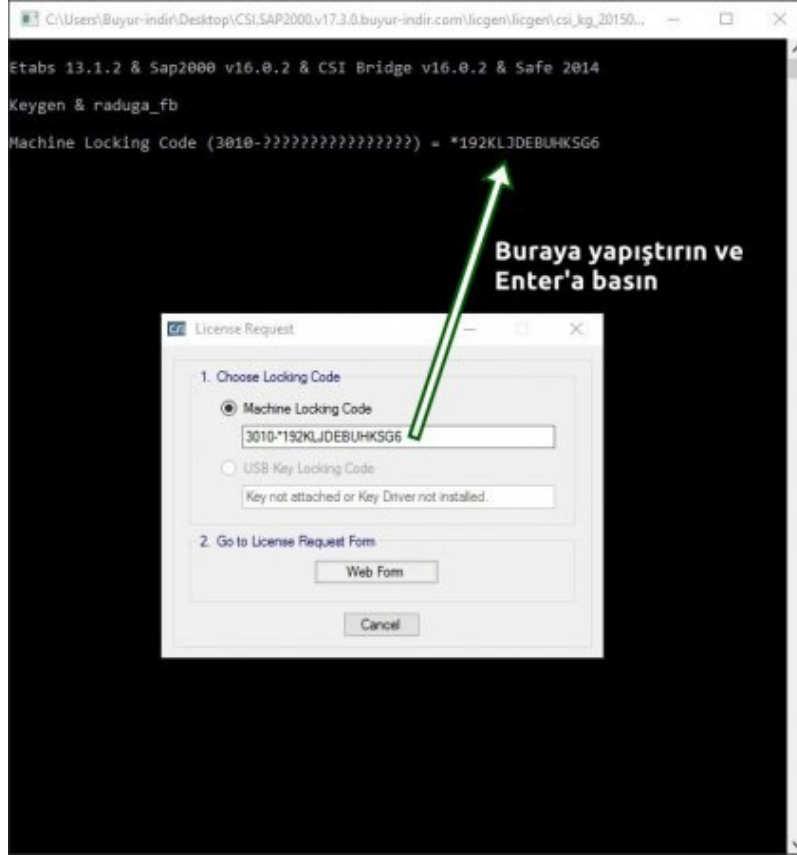 C:\Users\Buyur-indir\Desktop\CSI,SAP2000.v17.3.0.buyur-indir.com\licgen\licgen\csi_kg_20150...
Etabs 13.1.2 & Sap2000 v16.0.2 & CSI Bridge v16.0.2 & Safe 2014
Keygen & raduga_fb
Machine Locking Code (3010-????????????????) = *192KLJDEBUHKSG6
Buraya yapıştırın ve
Enter'a basın
CSI License Request
1. Choose Locking Code
Machine Locking Code
3010-*192KLJDEBUHKSG6
USB Key Locking Code
Key not attached or Key Driver not installed.
2. Go to License Request Form
Web Form
Cancel